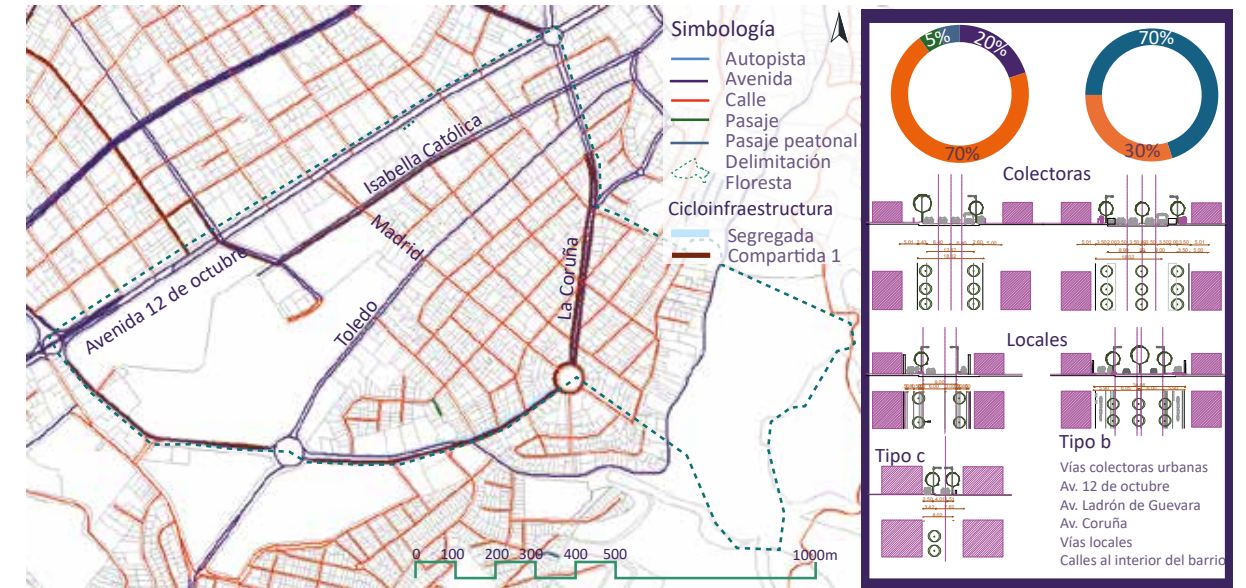 Simbología
Autopista
Avenida
Calle
Pasaje
Pasaje peatonal
Delimitación
Floresta
Cicloinfraestructura
Segregada
Compartida 1
Isabella Católica
Madrid
Avenida 12 de octubre
Toledo
La Coruña
0 100 200 300 400 500 1000m
5%
20%
70%
70%
30%
Colectoras
Locales
Tipo c
Tipo b
Vías colectoras urbanas
Av. 12 de octubre
Av. Ladrón de Guevara
Av. Coruña
Vías locales
Calles al interior del barrio